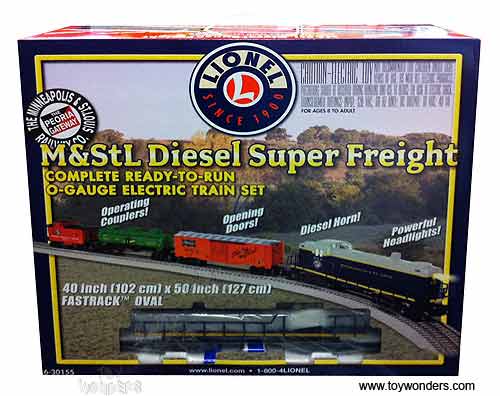 LIONEL
SINCE 1900
L
CAUTION-ELECTRIC TOY
FOR AGES 8 TO ADULT
THE MINNEAPOLIS & ST. LOUIS
RAILWAY CO.
THE
PEORIA
GATEWAY
M&StL Diesel Super Freight
COMPLETE READY-TO-RUN
O-GAUGE ELECTRIC TRAIN SET
Operating
Couplers!
Opening
Doors!
Diesel Horn!
Powerful
Headlights!
40 inch (102 cm) x 50 inch (127 cm)
FASTRACK™ OVAL
6-30155
www.lionel.com • 1-800-4LIONEL
www.toywonders.com